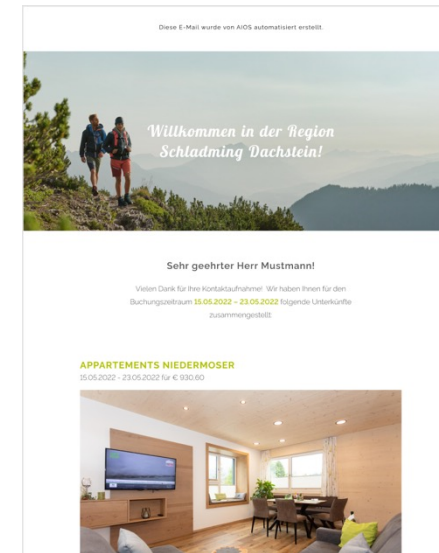 Diese E-Mail wurde von AIOS automatisiert erstellt.
Willkommen in der Region
Schladming Dachstein!
Sehr geehrter Herr Mustmann!
Vielen Dank für Ihre Kontaktaufnahme! Wir haben Ihnen für den
Buchungszeitraum 15.05.2022 – 23.05.2022 folgende Unterkünfte
zusammengestellt:
APPARTEMENTS NIEDERMOSER
15.05.2022 - 23.05.2022 für € 930,60